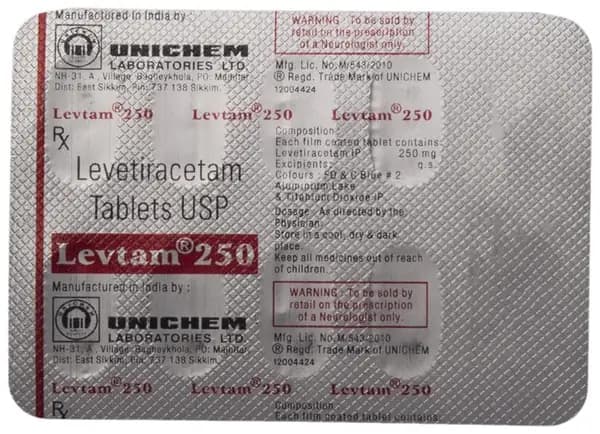 Manufactured in India by :
UNICHEM
LABORATORIES LTD.
NH-31, A , Village Bagheykhola, PO: Majhitar
Dist: East Sikkim, Pin: 737 138 Sikkim.
Levtam®250
Levtam®250
Levtam®250
Rx
Levetiracetam
Tablets USP
Levtam®250
Manufactured in India by :
UNICHEM
UNICHEM
LABORATORIES LTD.
NH-31, A , Village Bagheykhola, PO: Majhitar
Dist: East Sikkim, Pin: 737 138 Sikkim.
Levtam®250
Levtam®250
Levtam®250
Rx
WARNING : To be sold by
retail on the prescription
of a Neurologist only.
Mfg. Lic. No.M/543/2010
® Regd. Trade Mark of UNICHEM
12004424
Composition
Each film coated tablet contains:
Levetiracetam IP 250 mg
Excipients: q.s.
Colours : FD & C Blue # 2
Aluminium Lake
& Titanium Dioxide IP
Dosage : As directed by the
Physician.
Store in a cool, dry & dark
place.
Keep all medicines out of reach
of children.
WARNING : To be sold by
retail on the prescription
of a Neurologist only.
Mfg. Lic. No.M/543/2010
® Regd. Trade Mark of UNICHEM
12004424
Composition
Each film coated tablet contains: